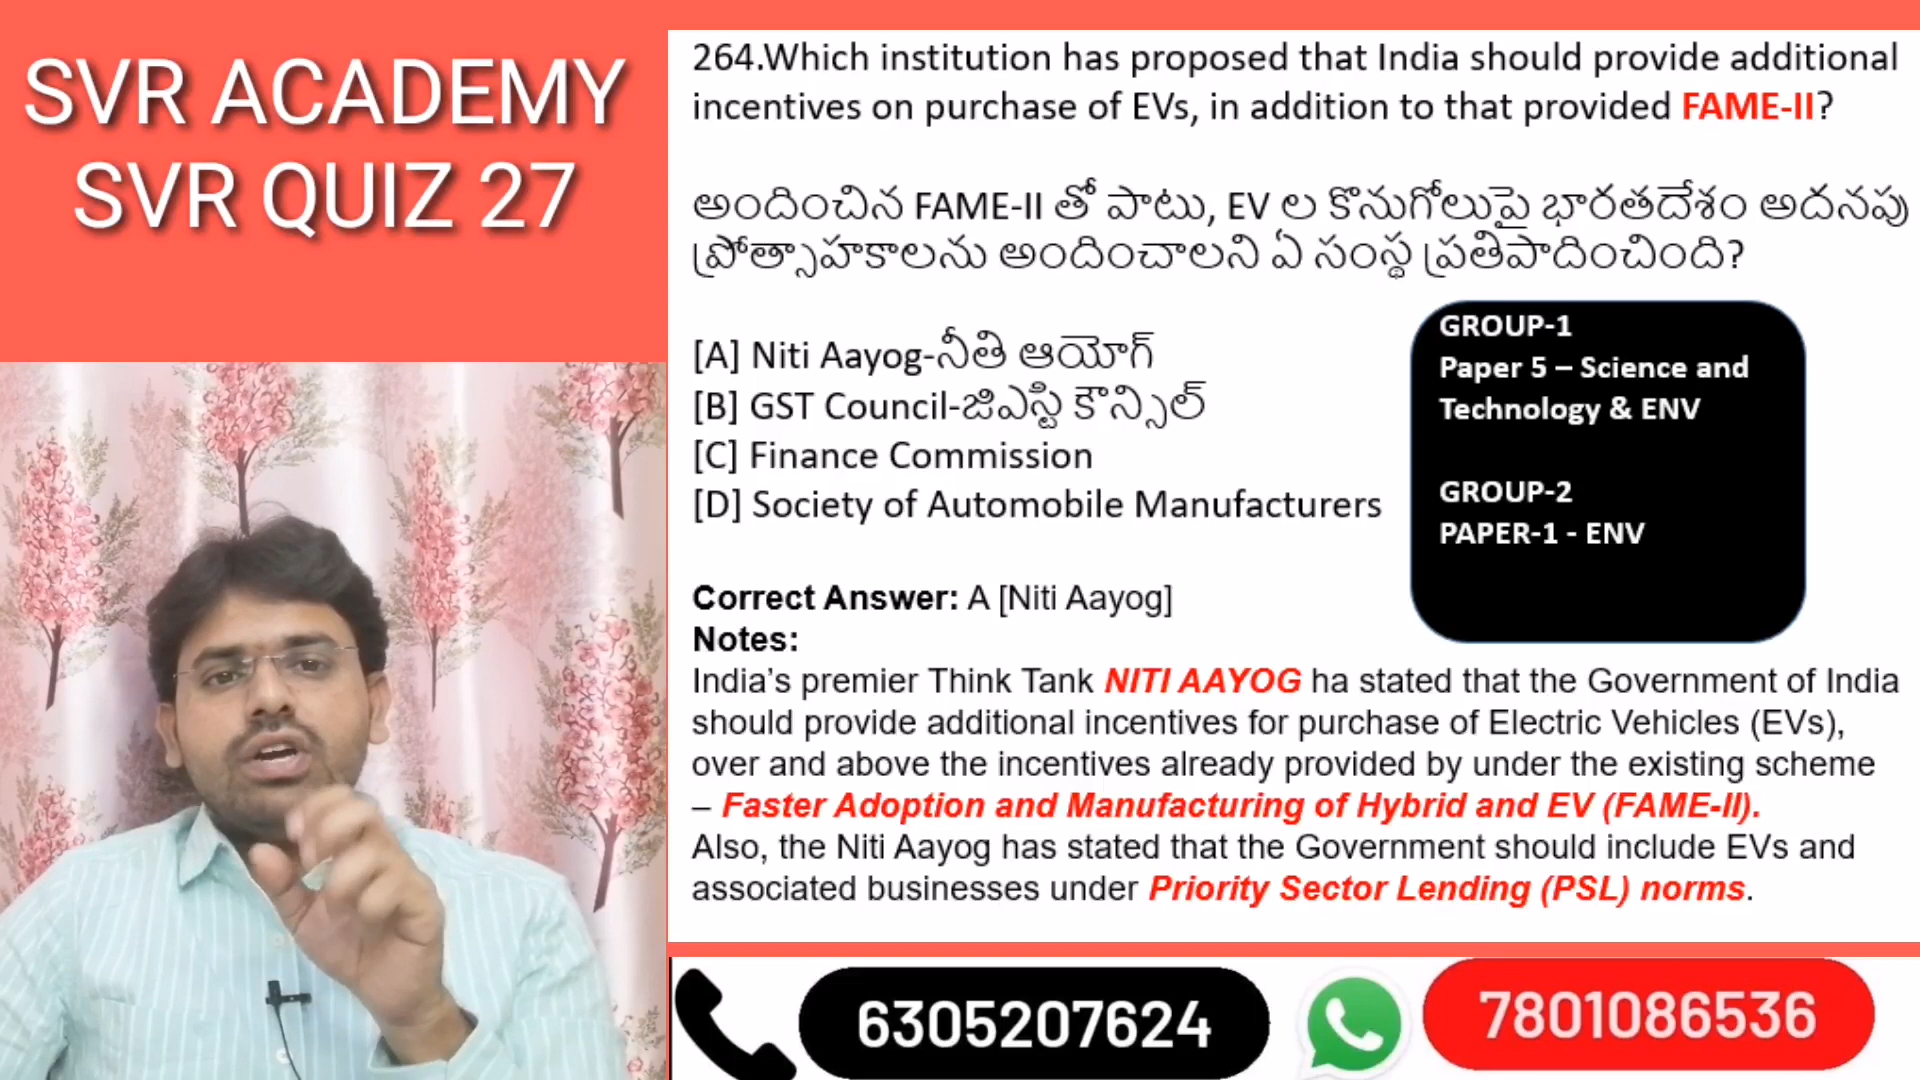 SVR ACADEMY
SVR QUIZ 27
264.Which institution has proposed that India should provide additional
incentives on purchase of EVs, in addition to that provided FAME-II?
అందించిన FAME-II తో పాటు, EV ల కొనుగోలుపై భారతదేశం అదనపు
ప్రోత్సాహకాలను అందించాలని ఏ సంస్థ ప్రతిపాదించింది?
[A] Niti Aayog-నీతి ఆయోగ్
[B] GST Council-జిఎస్టి కౌన్సిల్
[C] Finance Commission
[D] Society of Automobile Manufacturers
GROUP-1
Paper 5 – Science and
Technology & ENV
GROUP-2
PAPER-1 - ENV
Correct Answer: A [Niti Aayog]
Notes:
India’s premier Think Tank NITI AAYOG ha stated that the Government of India
should provide additional incentives for purchase of Electric Vehicles (EVs),
over and above the incentives already provided by under the existing scheme
– Faster Adoption and Manufacturing of Hybrid and EV (FAME-II).
Also, the Niti Aayog has stated that the Government should include EVs and
associated businesses under Priority Sector Lending (PSL) norms.
6305207624
7801086536